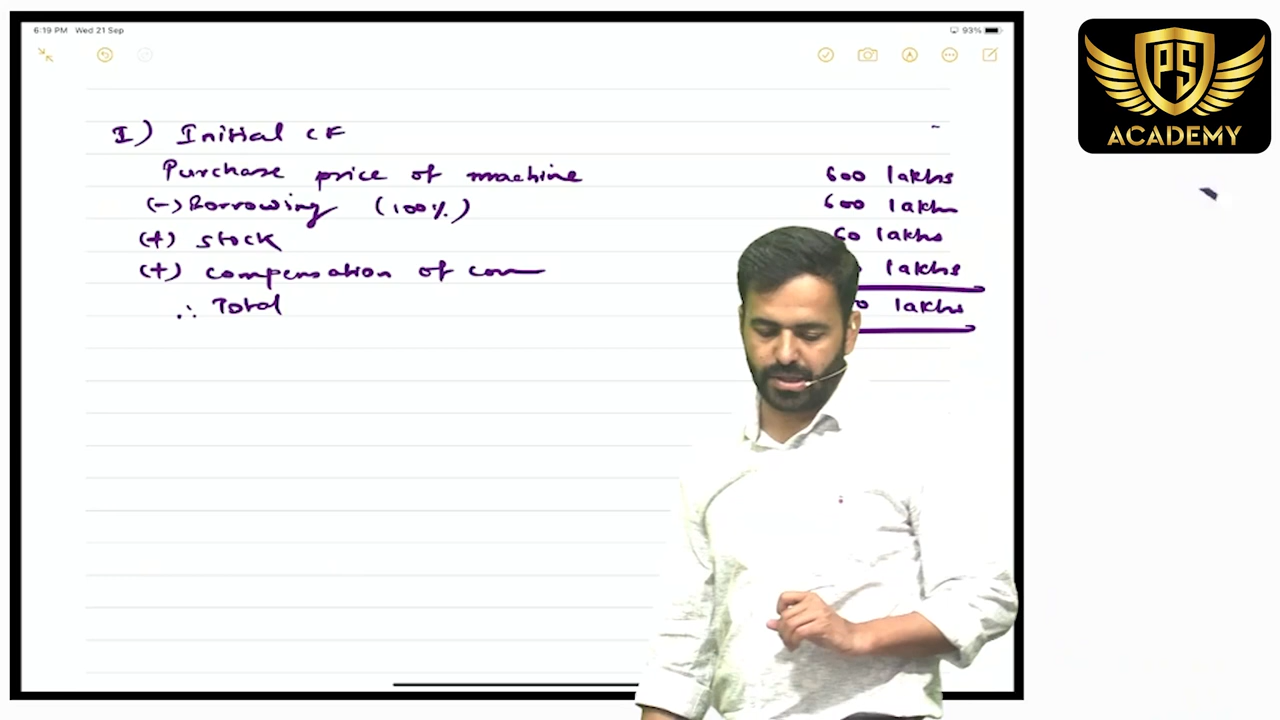 6:19 PM Wed 21 Sep
93%
PS
ACADEMY
I) Initial CF
Purchase price of machine 600 lakhs
(-) Borrowing (100%) 600 lakhs
(+) stock 60 lakhs
(+) compensation of lakhs
∴ Total lakhs